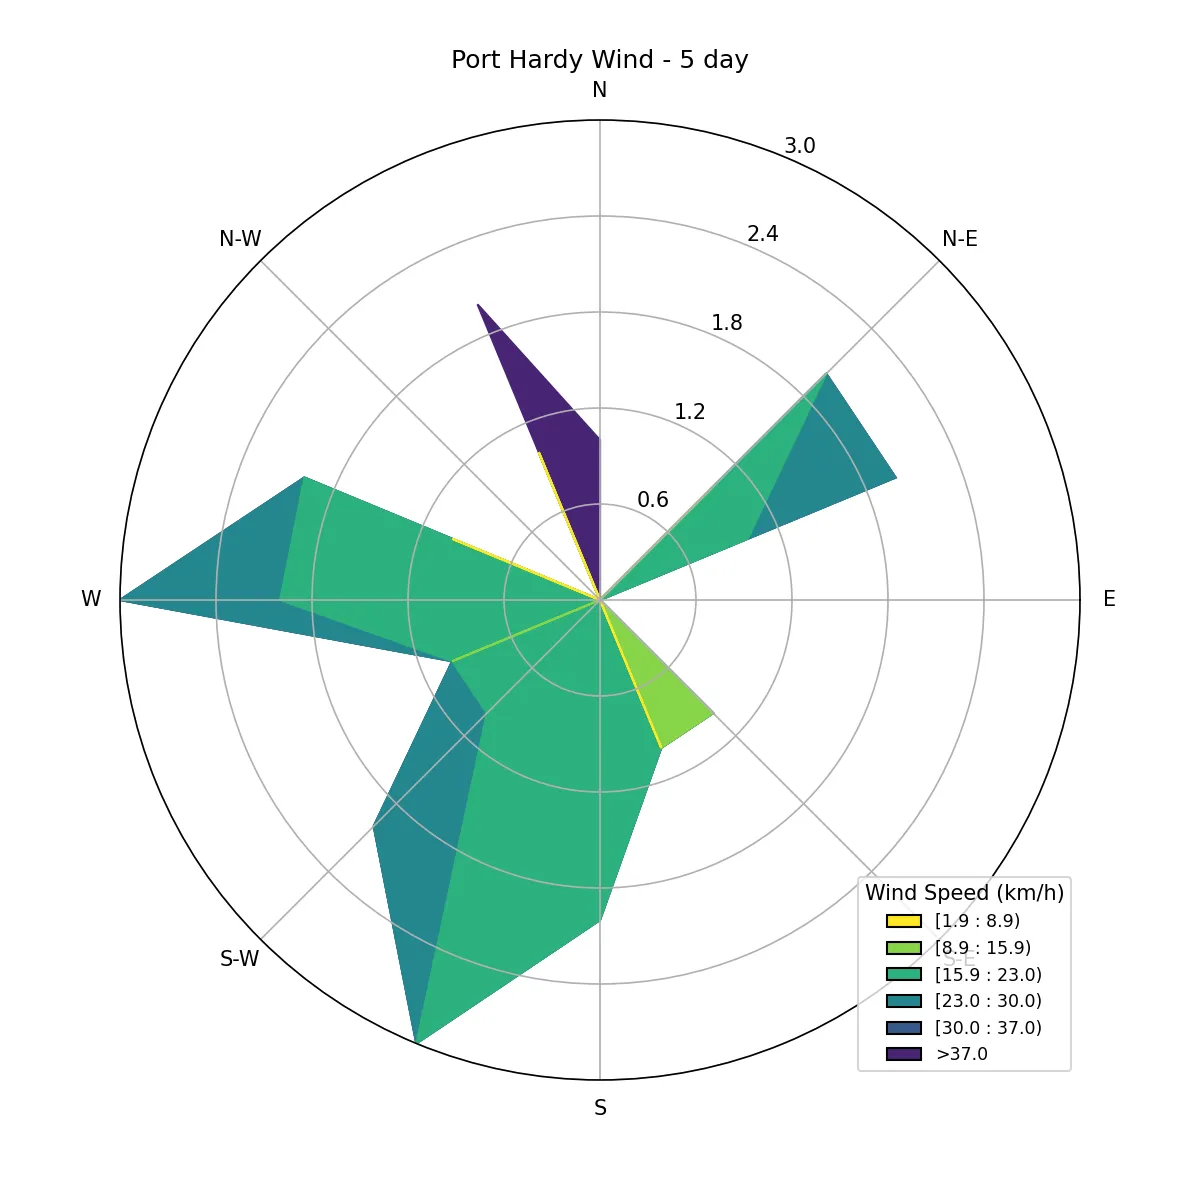 Port Hardy Wind - 5 day
N
3.0
N-W
2.4
N-E
1.8
1.2
0.6
W
E
S-W
S-E
S
Wind Speed (km/h)
[1.9 : 8.9)
[8.9 : 15.9)
[15.9 : 23.0)
[23.0 : 30.0)
[30.0 : 37.0)
>37.0